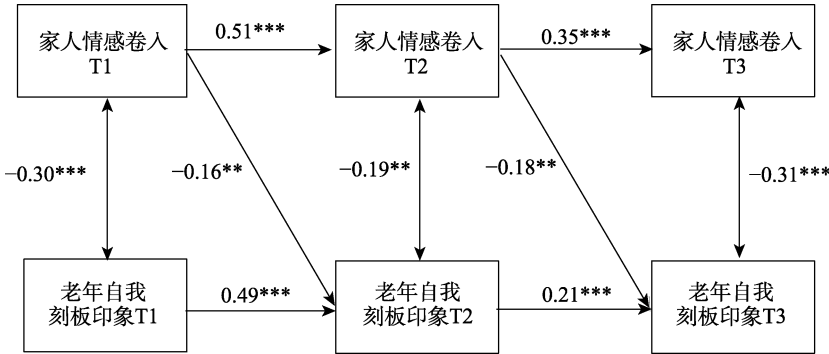 家人情感卷入
T1
0.51***
家人情感卷入
T2
0.35***
家人情感卷入
T3
−0.30***
−0.16**
−0.19**
−0.18**
−0.31***
老年自我
刻板印象T1
0.49***
老年自我
刻板印象T2
0.21***
老年自我
刻板印象T3